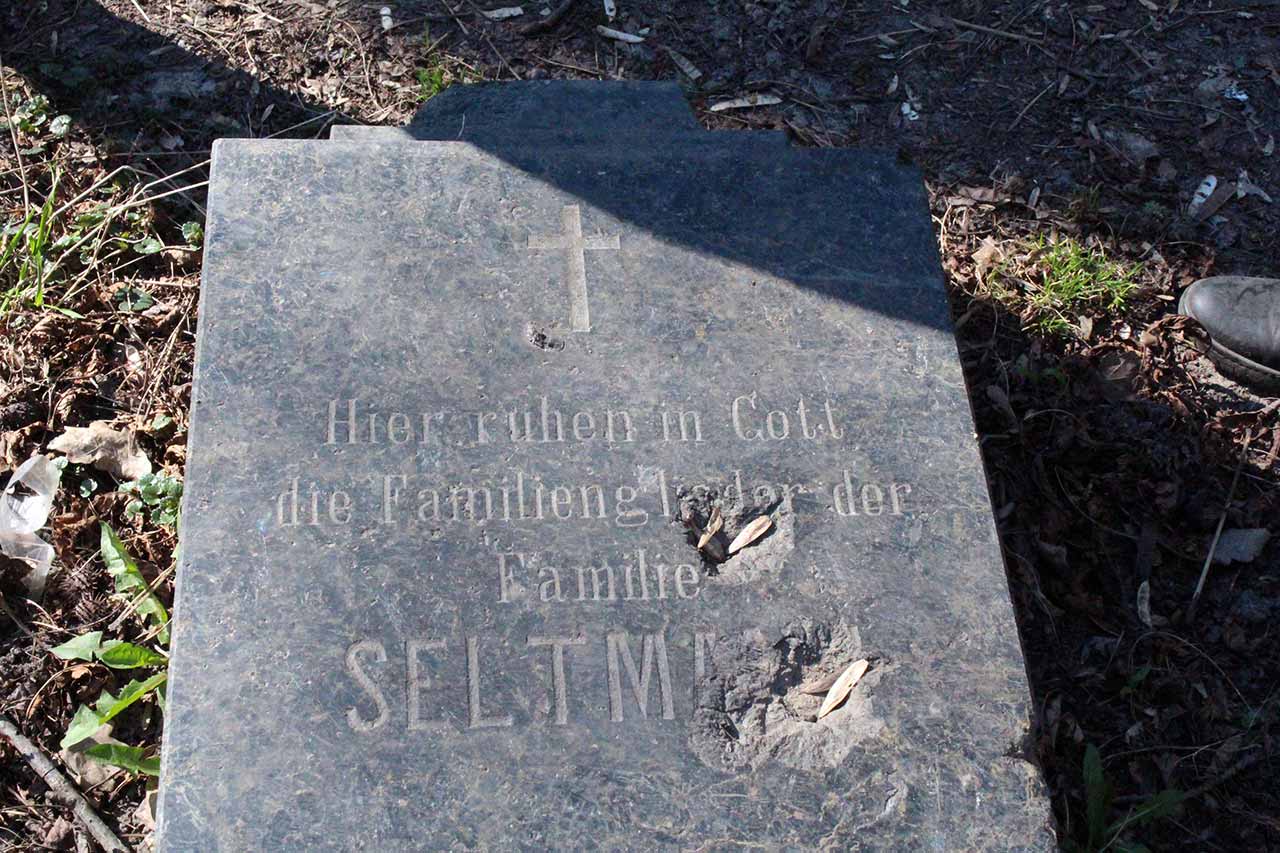 Hier ruhen in Gott
die Familienglieder der
Familie
SELTM